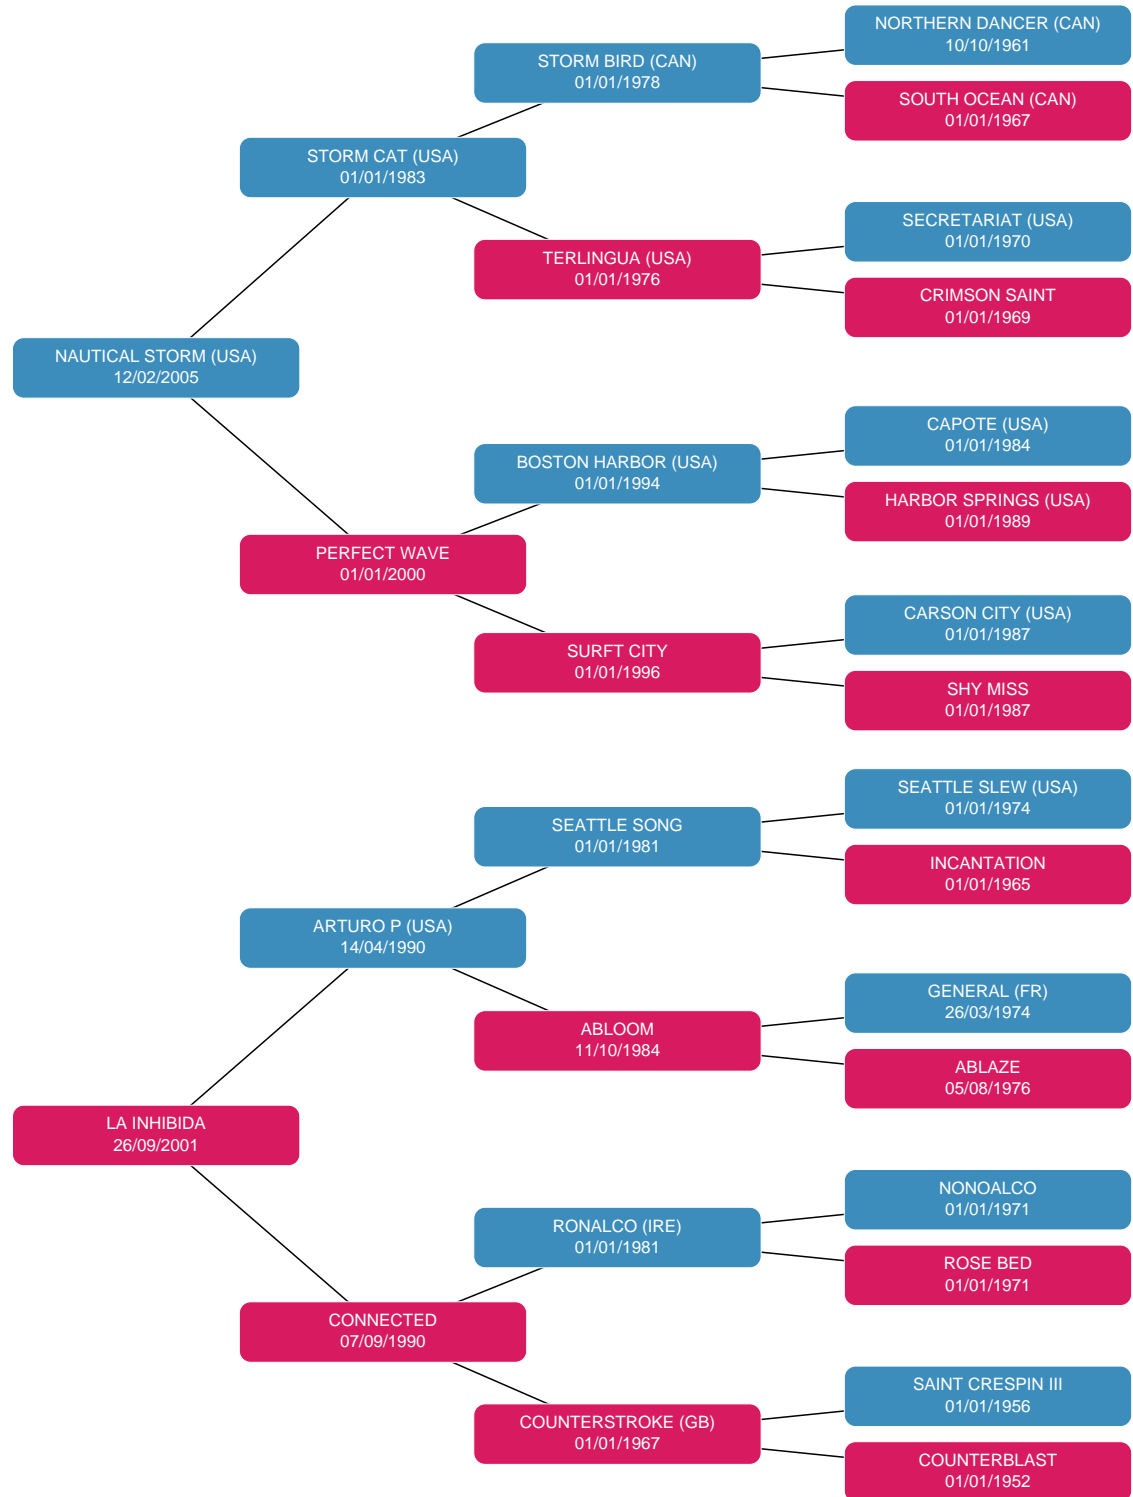 NORTHERN DANCER (CAN)
10/10/1961
STORM BIRD (CAN)
01/01/1978
SOUTH OCEAN (CAN)
01/01/1967
STORM CAT (USA)
01/01/1983
SECRETARIAT (USA)
01/01/1970
TERLINGUA (USA)
01/01/1976
CRIMSON SAINT
01/01/1969
NAUTICAL STORM (USA)
12/02/2005
CAPOTE (USA)
01/01/1984
BOSTON HARBOR (USA)
01/01/1994
HARBOR SPRINGS (USA)
01/01/1989
PERFECT WAVE
01/01/2000
CARSON CITY (USA)
01/01/1987
SURFT CITY
01/01/1996
SHY MISS
01/01/1987
SEATTLE SLEW (USA)
01/01/1974
SEATTLE SONG
01/01/1981
INCANTATION
01/01/1965
ARTURO P (USA)
14/04/1990
GENERAL (FR)
26/03/1974
ABLOOM
11/10/1984
ABLAZE
05/08/1976
LA INHIBIDA
26/09/2001
NONOALCO
01/01/1971
RONALCO (IRE)
01/01/1981
ROSE BED
01/01/1971
CONNECTED
07/09/1990
SAINT CRESPIN III
01/01/1956
COUNTERSTROKE (GB)
01/01/1967
COUNTERBLAST
01/01/1952